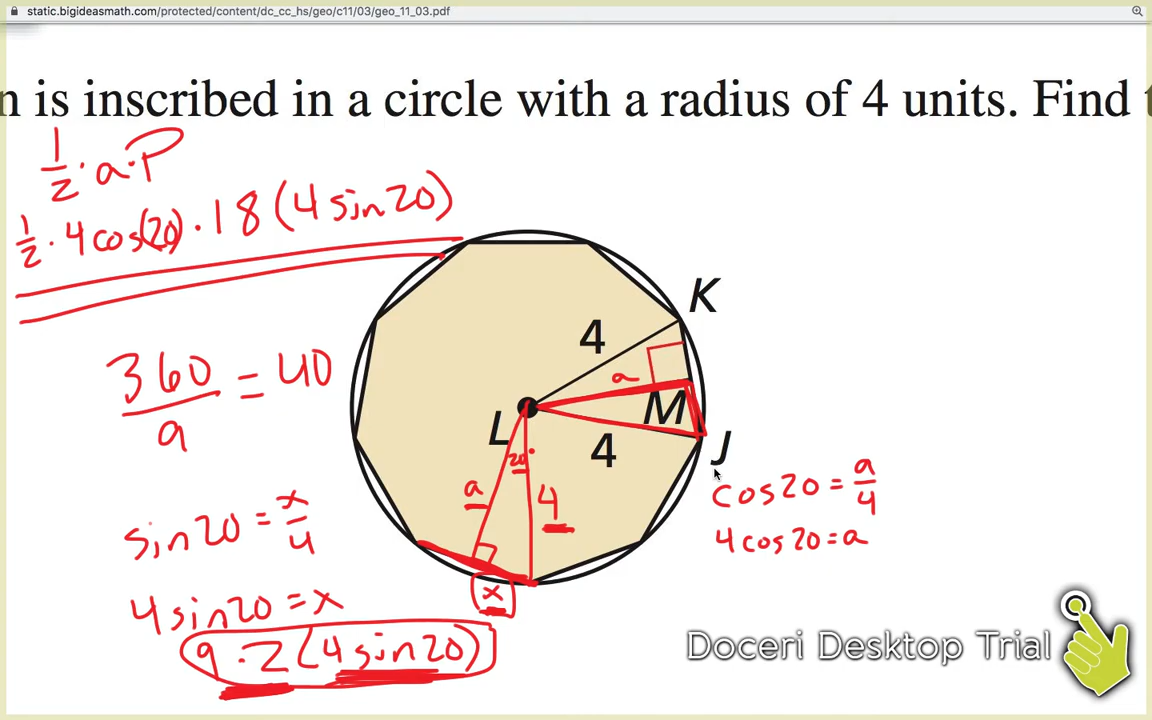 static.bigideasmath.com/protected/content/dc_cc_hs/geo/c11/03/geo_11_03.pdf
n is inscribed in a circle with a radius of 4 units. Find t
1/2 · a · P
1/2 · 4cos(20) · 18(4sin20)
K
4
360/9 = 40
a
M
L
J
20°
4
cos20 = a/4
a
4
sin20 = x/4
4cos20 = a
x
4sin20 = x
9·2(4sin20)
Doceri Desktop Trial